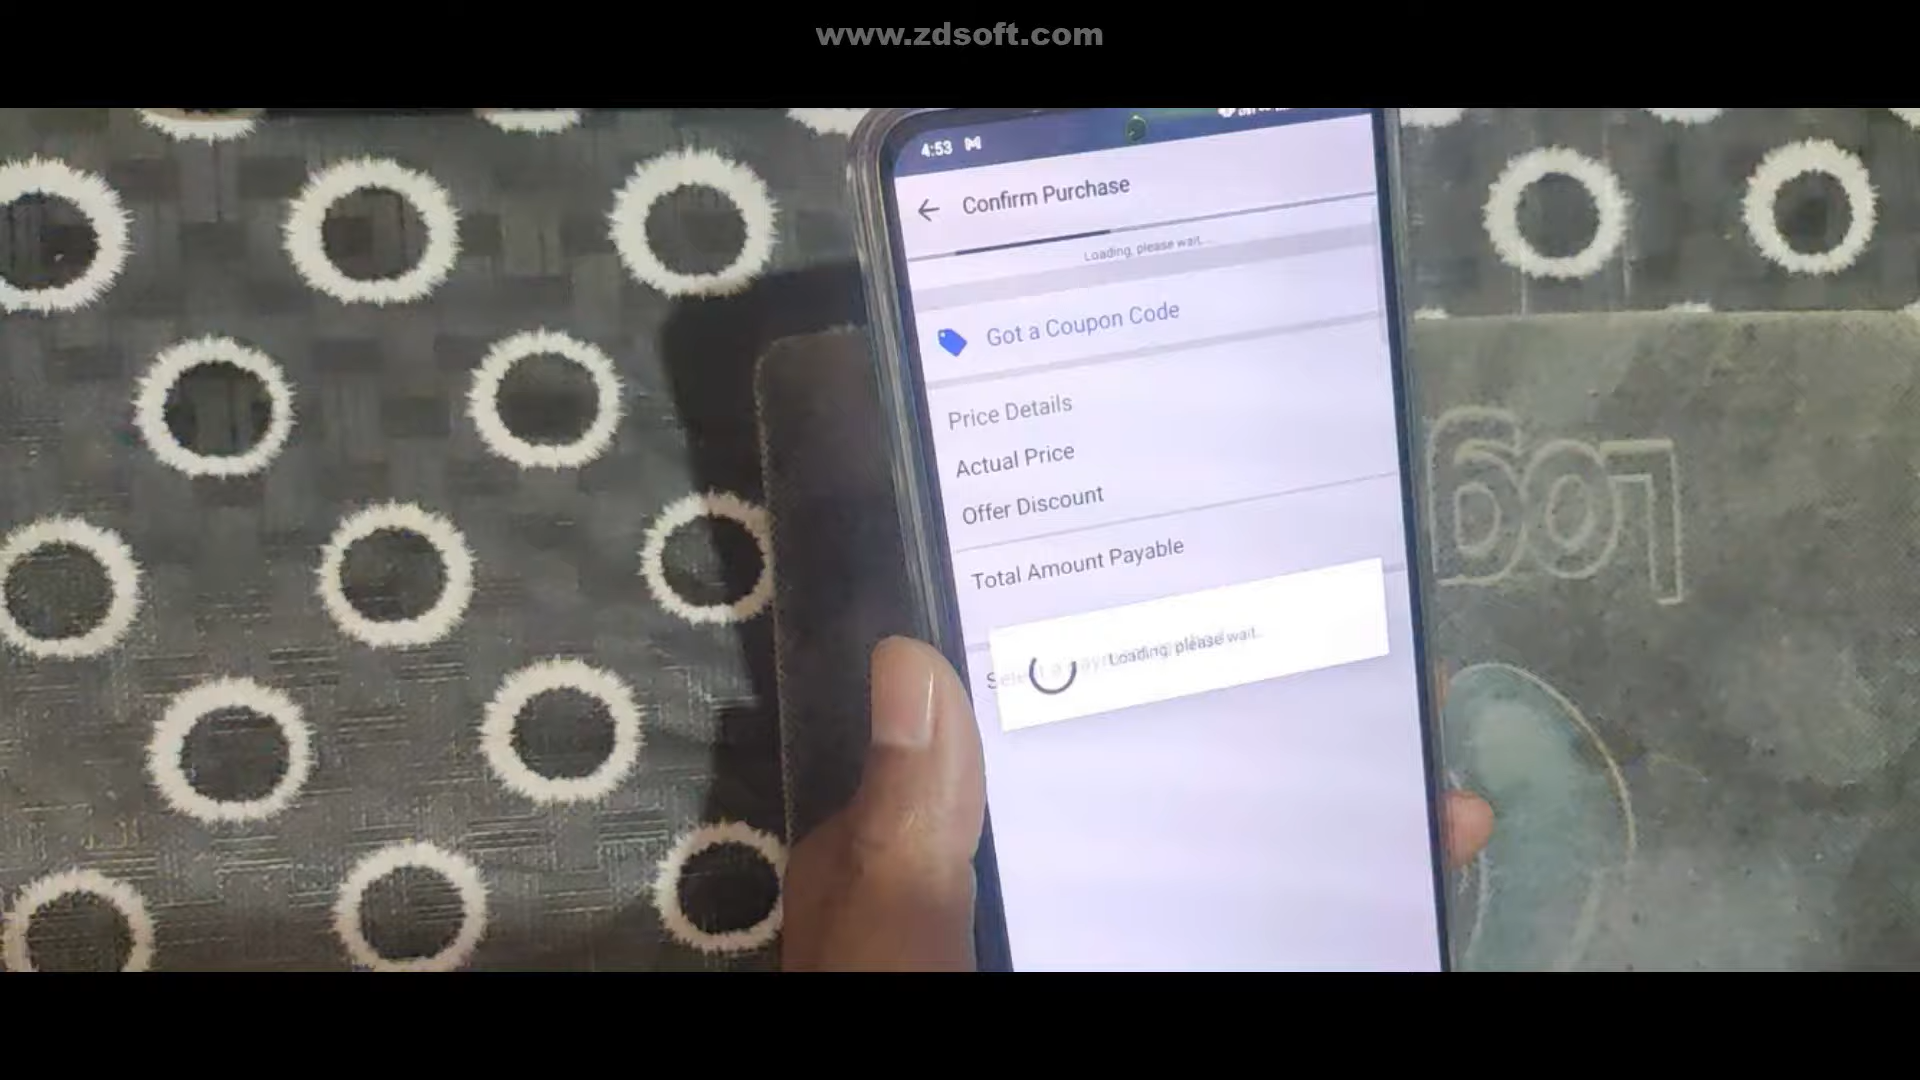 www.zdsoft.com
4:53
Confirm Purchase
Loading, please wait...
Got a Coupon Code
Price Details
Actual Price
Offer Discount
Total Amount Payable
Loading, please wait..
Log